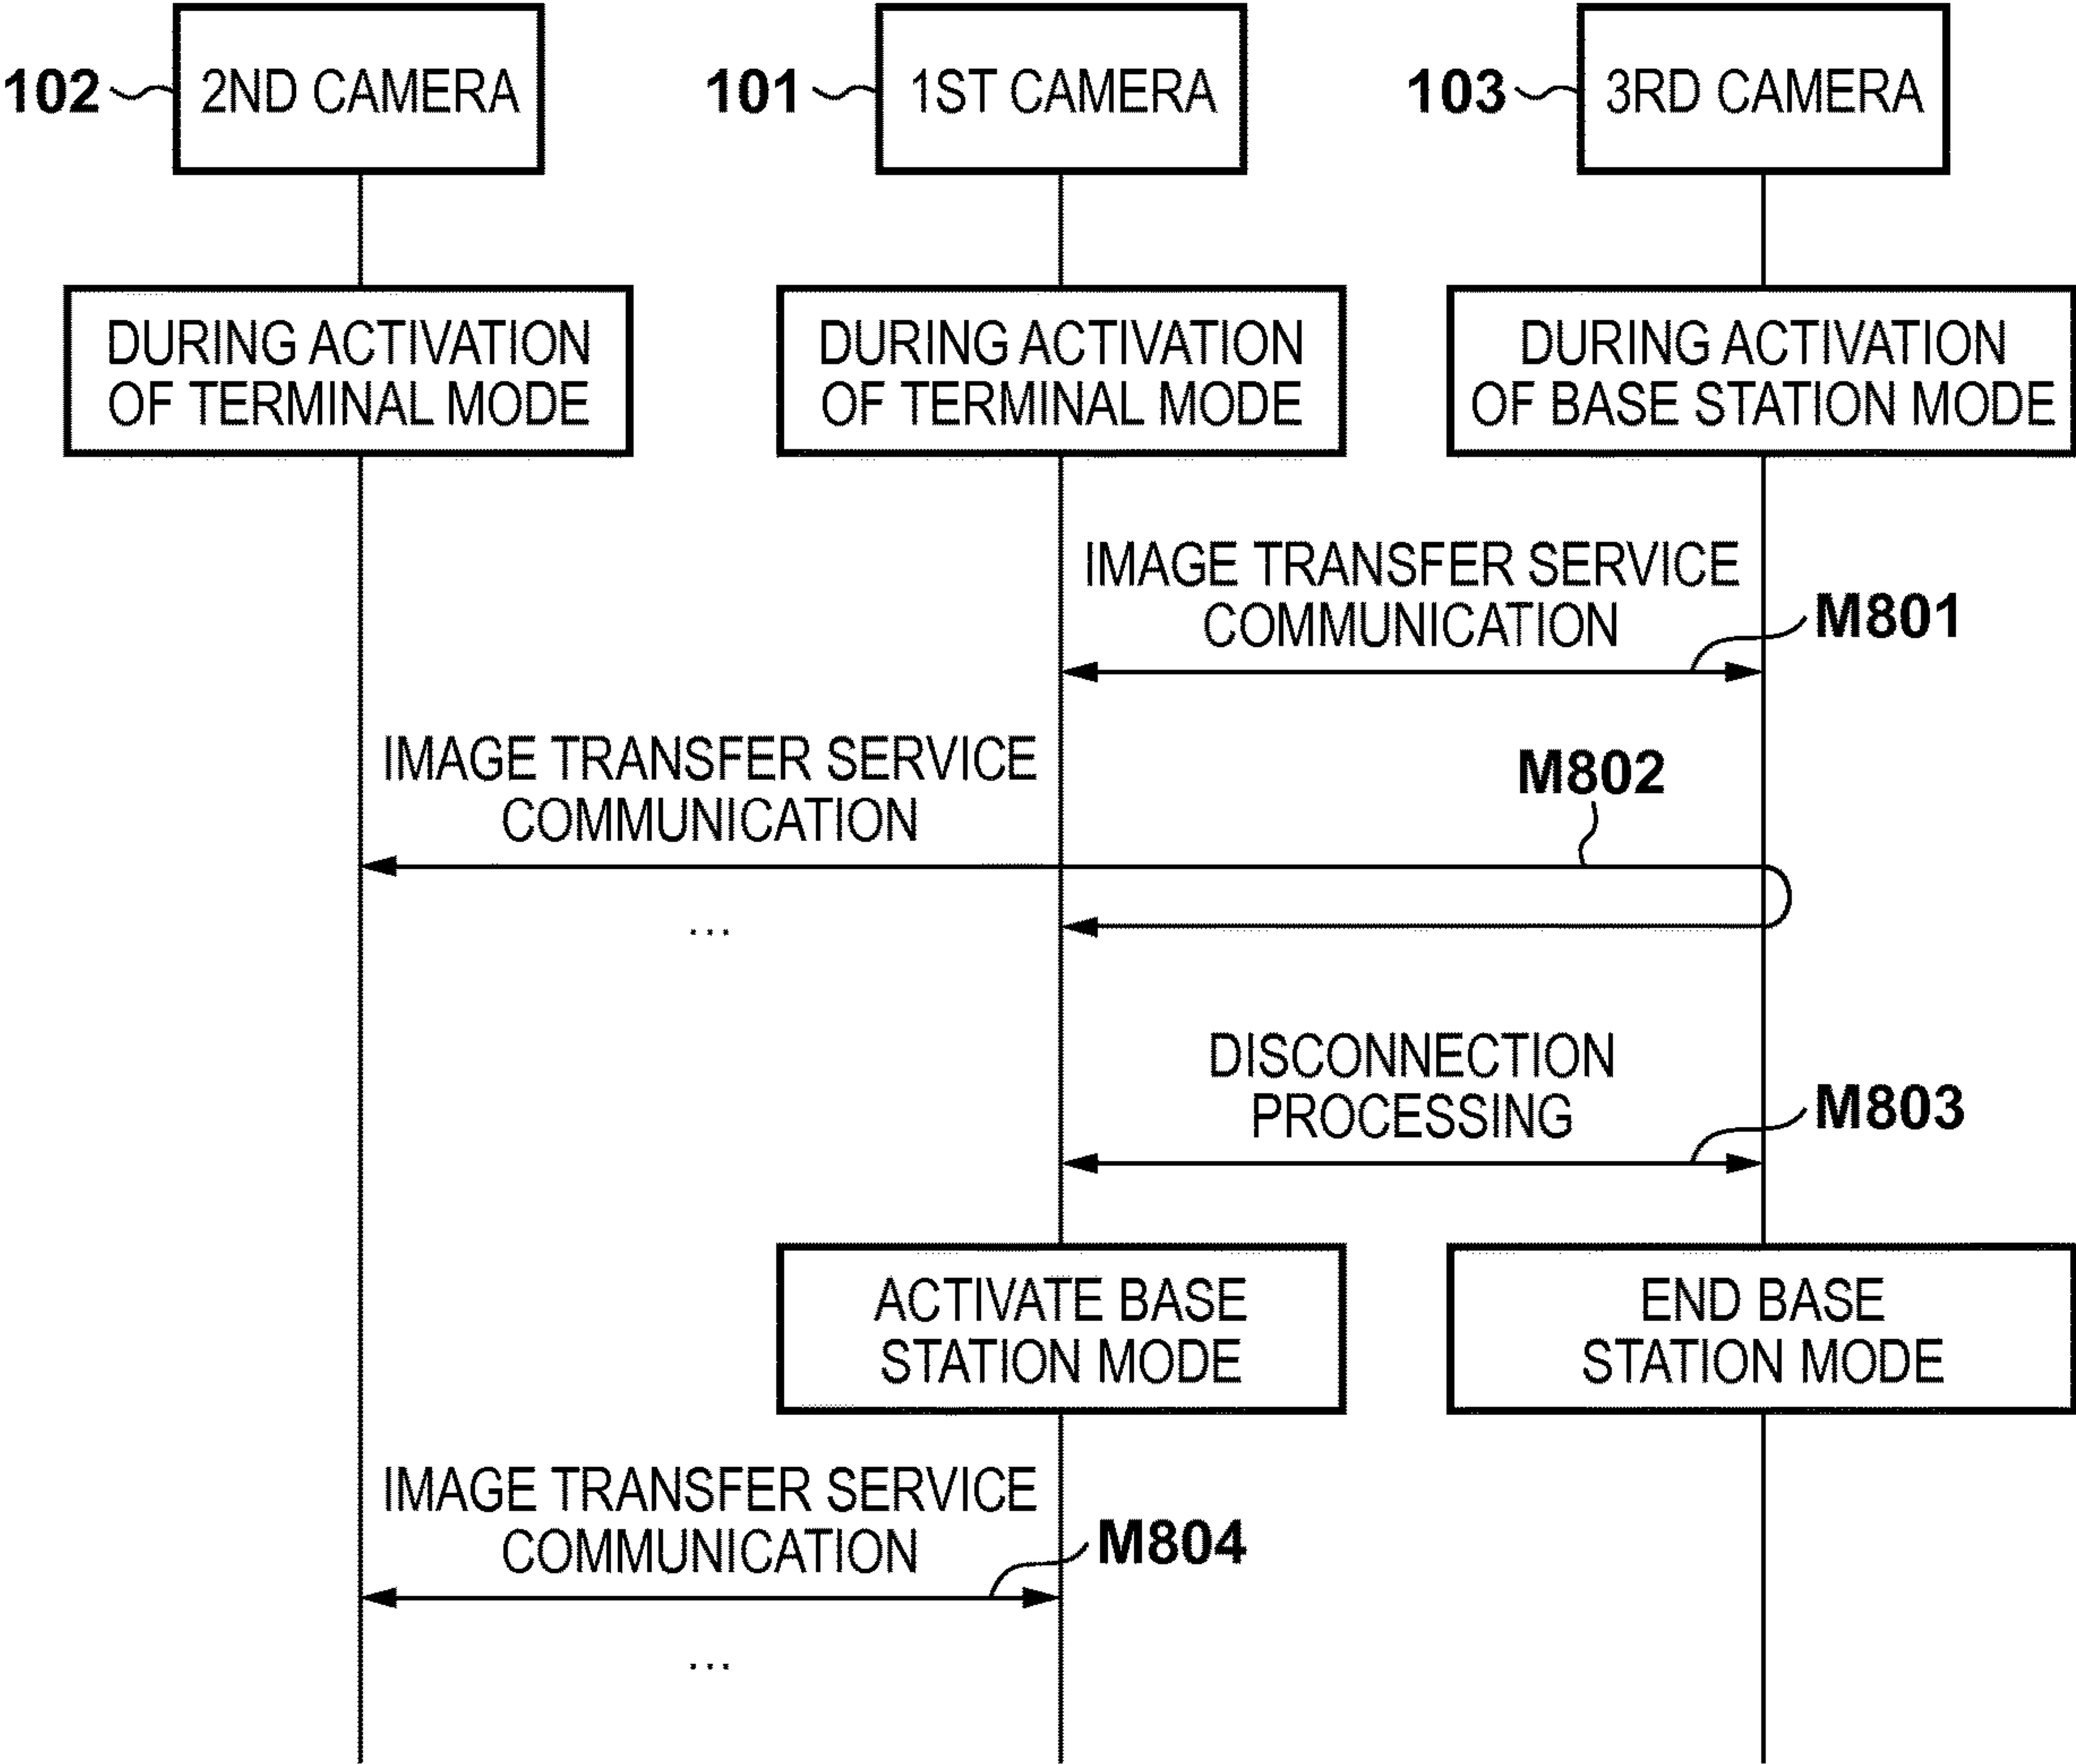 102 2ND CAMERA 101 1ST CAMERA 103 3RD CAMERA
DURING ACTIVATION
OF TERMINAL MODE
DURING ACTIVATION
OF TERMINAL MODE
DURING ACTIVATION
OF BASE STATION MODE
IMAGE TRANSFER SERVICE
COMMUNICATION
M801
IMAGE TRANSFER SERVICE
COMMUNICATION
M802
...
DISCONNECTION
PROCESSING
M803
ACTIVATE BASE
STATION MODE
END BASE
STATION MODE
IMAGE TRANSFER SERVICE
COMMUNICATION
M804
...